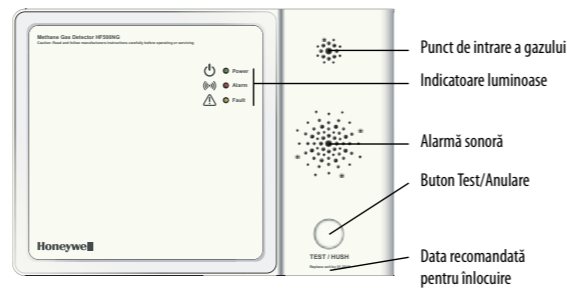 Methane Gas Detector HF500NG
Caution: Read and follow manufacturers instructions carefully before operating or servicing.
Power
Alarm
Fault
Honeywell
TEST / HUSH
Punct de intrare a gazului
Indicatoare luminoase
Alarmă sonoră
Buton Test/Anulare
Data recomandată
pentru înlocuire